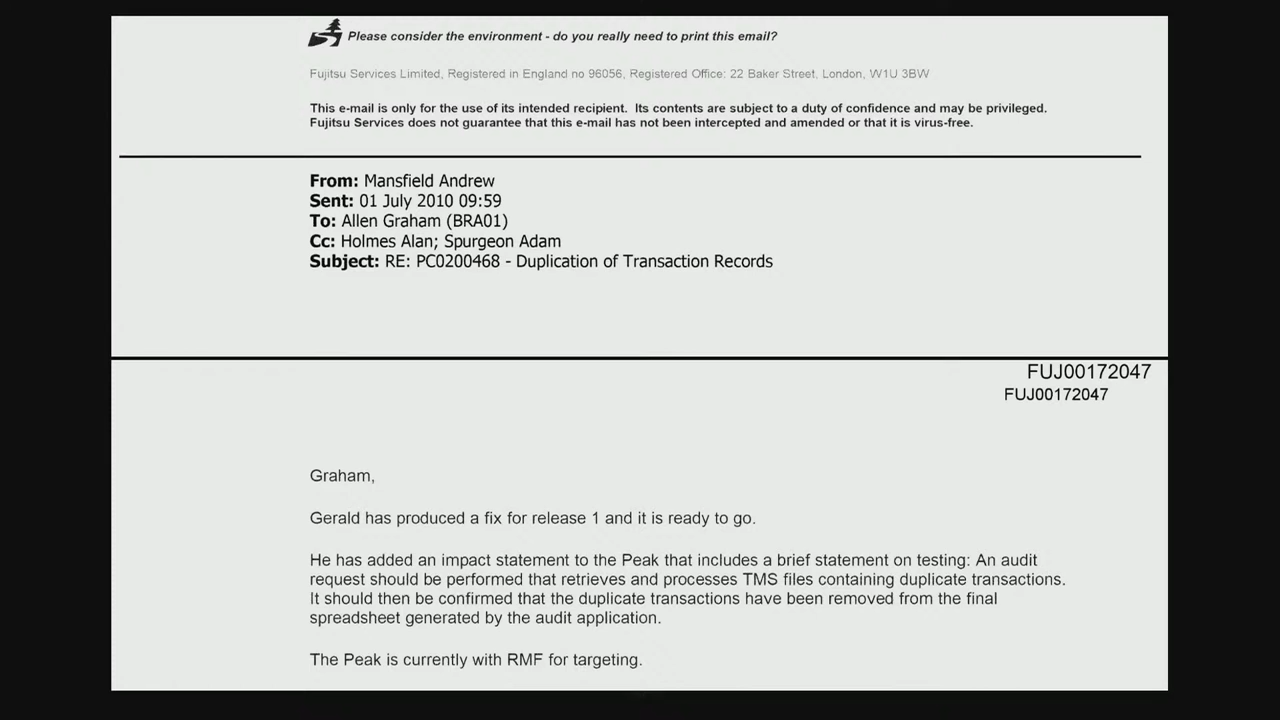 Please consider the environment - do you really need to print this email?
Fujitsu Services Limited, Registered in England no 96056, Registered Office: 22 Baker Street, London, W1U 3BW
This e-mail is only for the use of its intended recipient. Its contents are subject to a duty of confidence and may be privileged.
Fujitsu Services does not guarantee that this e-mail has not been intercepted and amended or that it is virus-free.
From: Mansfield Andrew
Sent: 01 July 2010 09:59
To: Allen Graham (BRA01)
Cc: Holmes Alan; Spurgeon Adam
Subject: RE: PC0200468 - Duplication of Transaction Records
FUJ00172047
FUJ00172047
Graham,
Gerald has produced a fix for release 1 and it is ready to go.
He has added an impact statement to the Peak that includes a brief statement on testing: An audit
request should be performed that retrieves and processes TMS files containing duplicate transactions.
It should then be confirmed that the duplicate transactions have been removed from the final
spreadsheet generated by the audit application.
The Peak is currently with RMF for targeting.